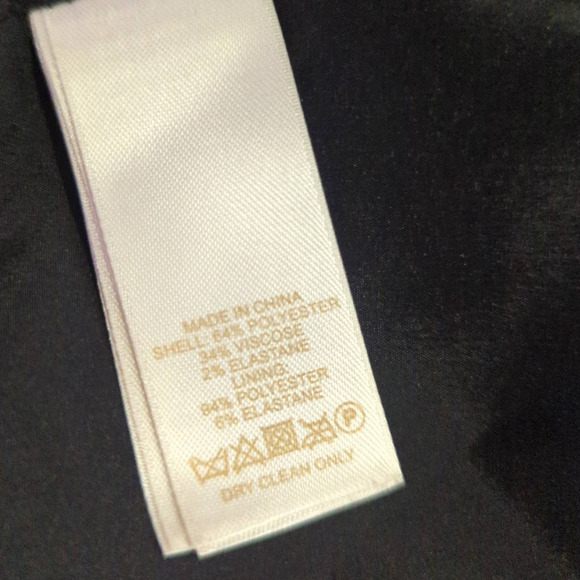 MADE IN CHINA
SHELL: 64% POLYESTER
34% VISCOSE
2% ELASTANE
LINING:
94% POLYESTER
6% ELASTANE
P
DRY CLEAN ONLY